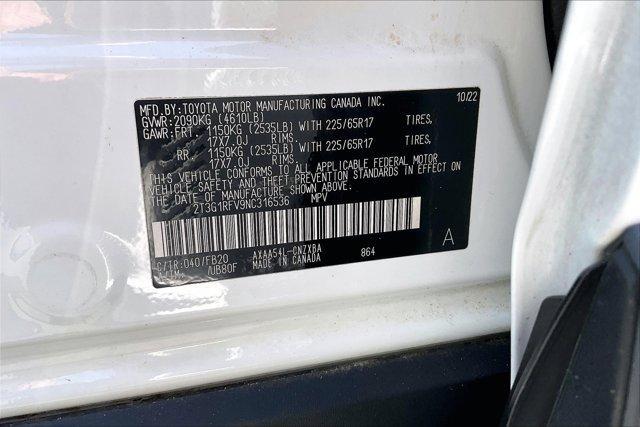 MFD.BY:TOYOTA MOTOR MANUFACTURING CANADA INC. 10/22
GVWR: 2090KG (4610LB)
GAWR:FRT. 1150KG (2535LB) WITH 225/65R17 TIRES,
17X7.0J RIMS.
RR. 1150KG (2535LB) WITH 225/65R17 TIRES,
17X7.0J RIMS.
THIS VEHICLE CONFORMS TO ALL APPLICABLE FEDERAL MOTOR
VEHICLE SAFETY AND THEFT PREVENTION STANDARDS IN EFFECT ON
THE DATE OF MANUFACTURE SHOWN ABOVE.
2T3G1RFV9NC316536 MPV
C/TR:040/FB20 AXAA54L-CNZXBA 864 A
/UB80F MADE IN CANADA